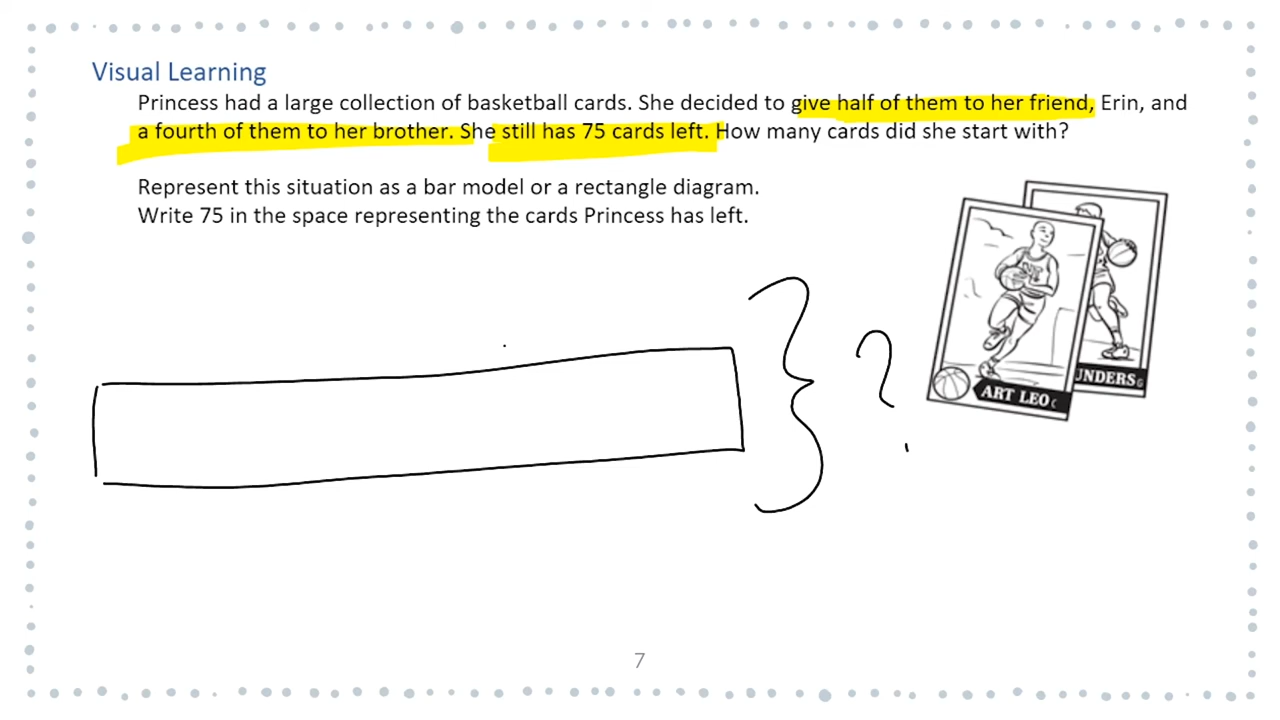 Visual Learning
Princess had a large collection of basketball cards. She decided to give half of them to her friend, Erin, and
a fourth of them to her brother. She still has 75 cards left. How many cards did she start with?
Represent this situation as a bar model or a rectangle diagram.
Write 75 in the space representing the cards Princess has left.
?
ART LEO C
UNDERS G
7